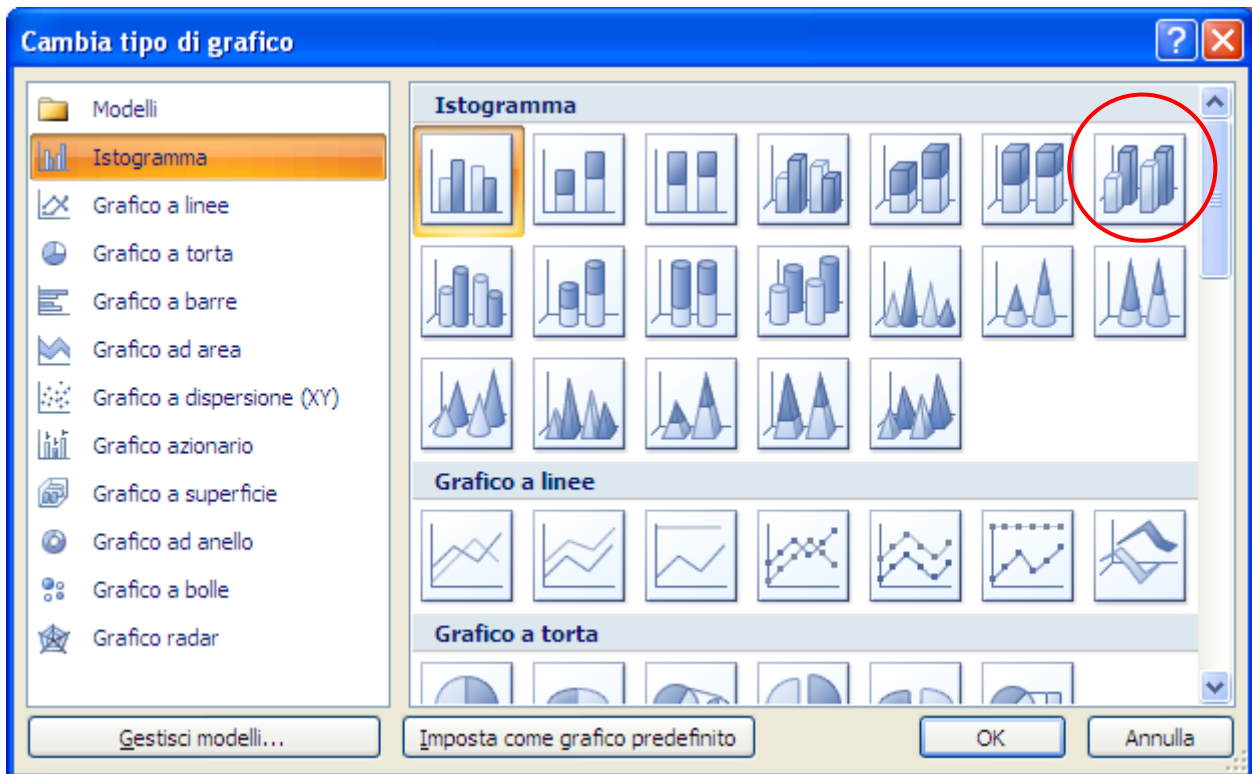 Cambia tipo di grafico
Modelli
Istogramma
Grafico a linee
Grafico a torta
Grafico a barre
Grafico ad area
Grafico a dispersione (XY)
Grafico azionario
Grafico a superficie
Grafico ad anello
Grafico a bolle
Grafico radar
Istogramma
Grafico a linee
Grafico a torta
Gestisci modelli...
Imposta come grafico predefinito
OK
Annulla